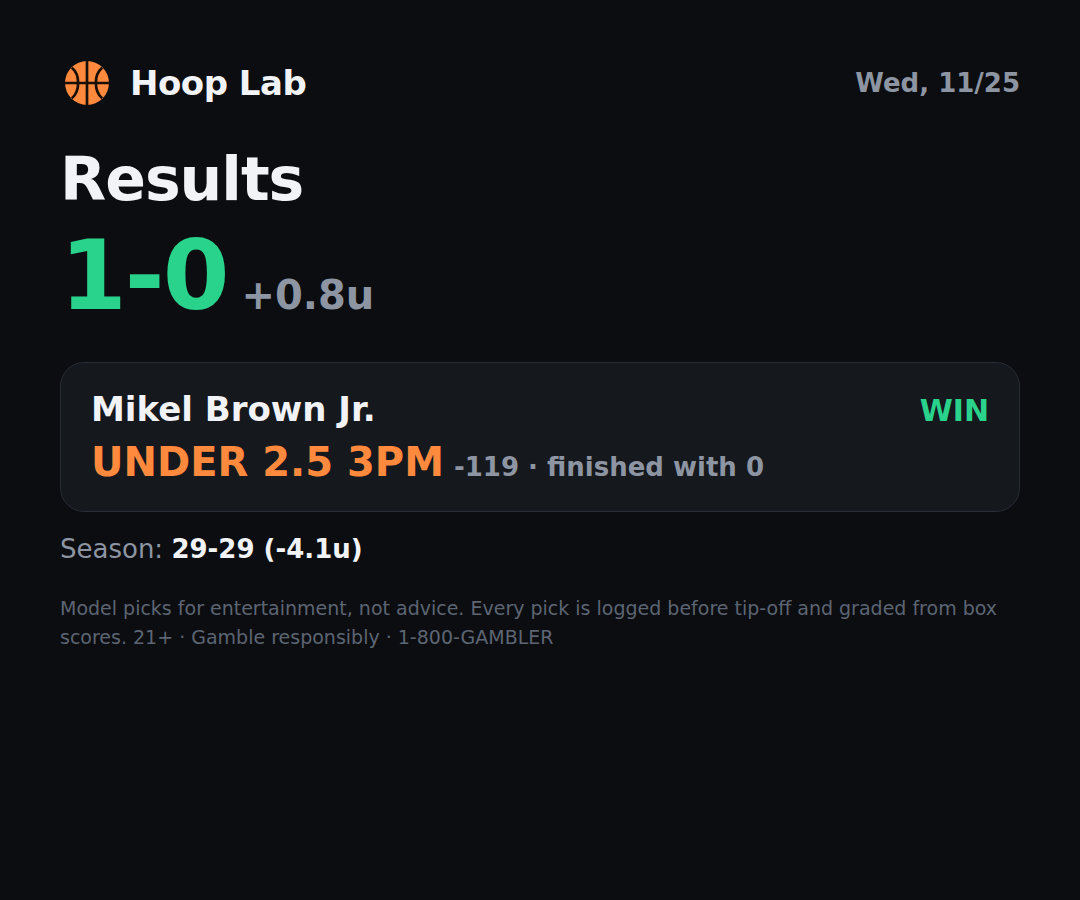 Hoop Lab
Wed, 11/25
Results
1-0 +0.8u
Mikel Brown Jr.
WIN
UNDER 2.5 3PM -119 · finished with 0
Season: 29-29 (-4.1u)
Model picks for entertainment, not advice. Every pick is logged before tip-off and graded from box
scores. 21+ · Gamble responsibly · 1-800-GAMBLER